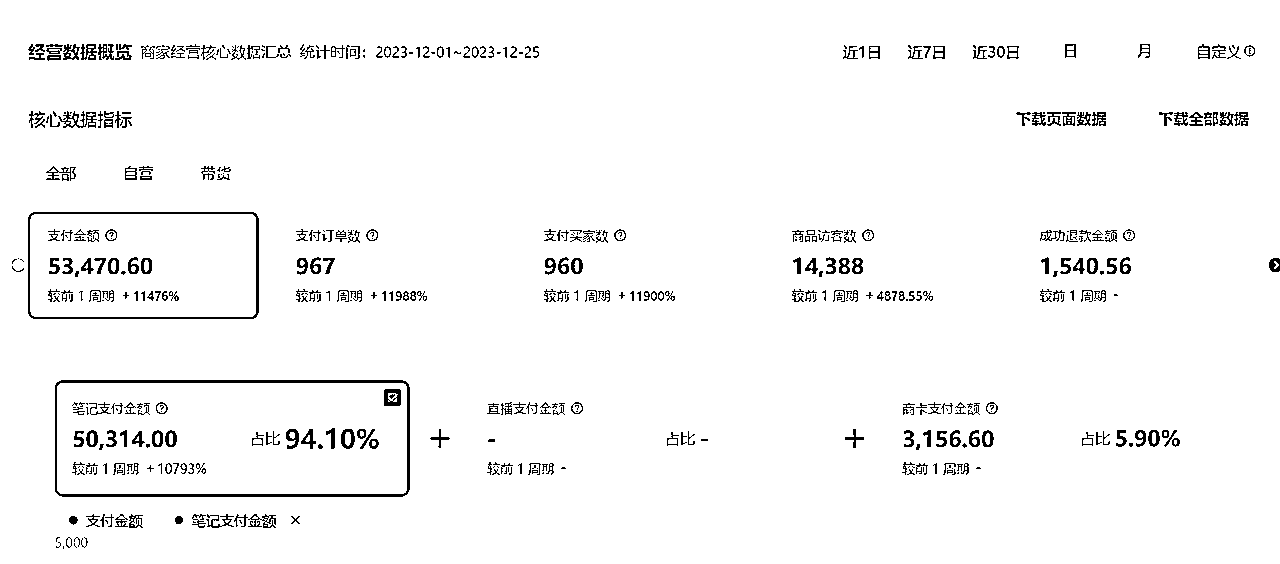 经营数据概览 商家经营核心数据汇总 统计时间：2023-12-01~2023-12-25 近1日 近7日 近30日 日 月 自定义
核心数据指标 下载页面数据 下载全部数据
全部 自营 带货
支付金额 支付订单数 支付买家数 商品访客数 成功退款金额
53,470.60 967 960 14,388 1,540.56
较前 1 周期 + 11476% 较前 1 周期 + 11988% 较前 1 周期 + 11900% 较前 1 周期 + 4878.55% 较前 1 周期 -
笔记支付金额 直播支付金额 商卡支付金额
50,314.00 占比 94.10% + - 占比 - + 3,156.60 占比 5.90%
较前 1 周期 + 10793% 较前 1 周期 - 较前 1 周期 -
支付金额 笔记支付金额 ×
5,000